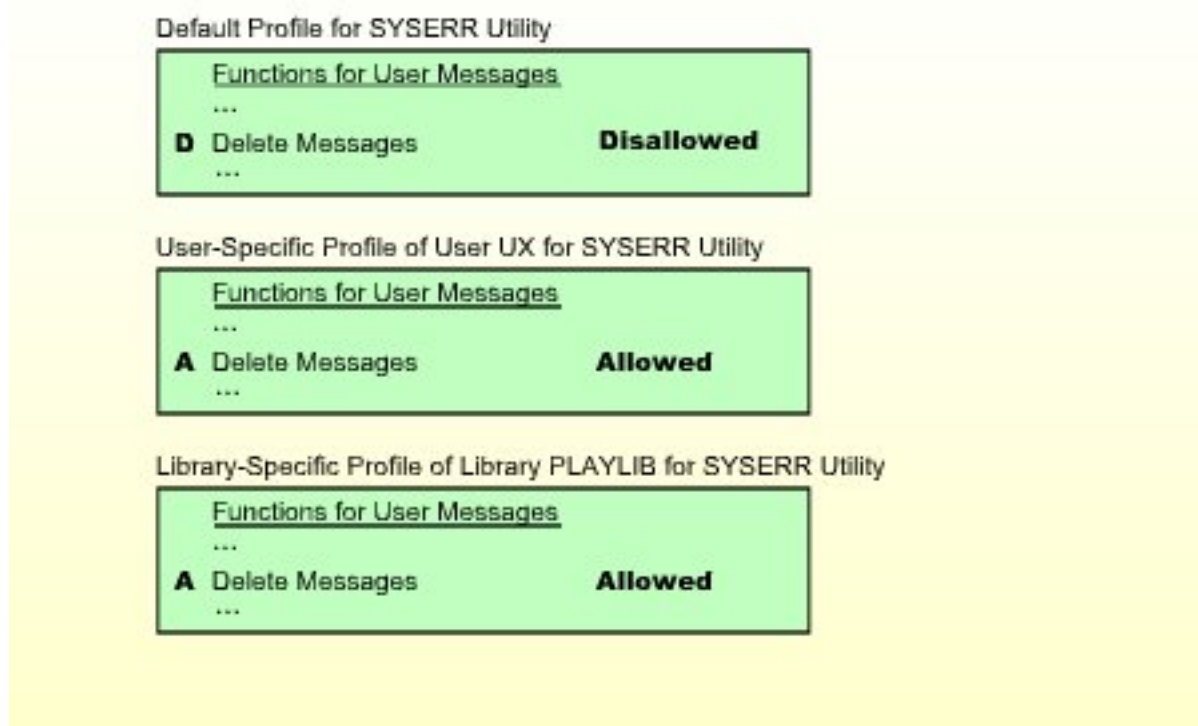 Default Profile for SYSERR Utility
Functions for User Messages
...
D Delete Messages Disallowed
...
User-Specific Profile of User UX for SYSERR Utility
Functions for User Messages
...
A Delete Messages Allowed
...
Library-Specific Profile of Library PLAYLIB for SYSERR Utility
Functions for User Messages
...
A Delete Messages Allowed
...